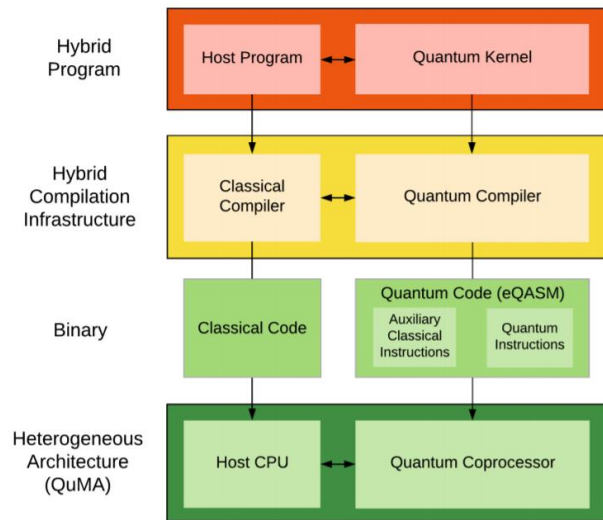 Hybrid
Program
Host Program
Quantum Kernel
Hybrid
Compilation
Infrastructure
Classical
Compiler
Quantum Compiler
Binary
Classical Code
Quantum Code (eQASM)
Auxiliary
Classical
Instructions
Quantum
Instructions
Heterogeneous
Architecture
(QuMA)
Host CPU
Quantum Coprocessor